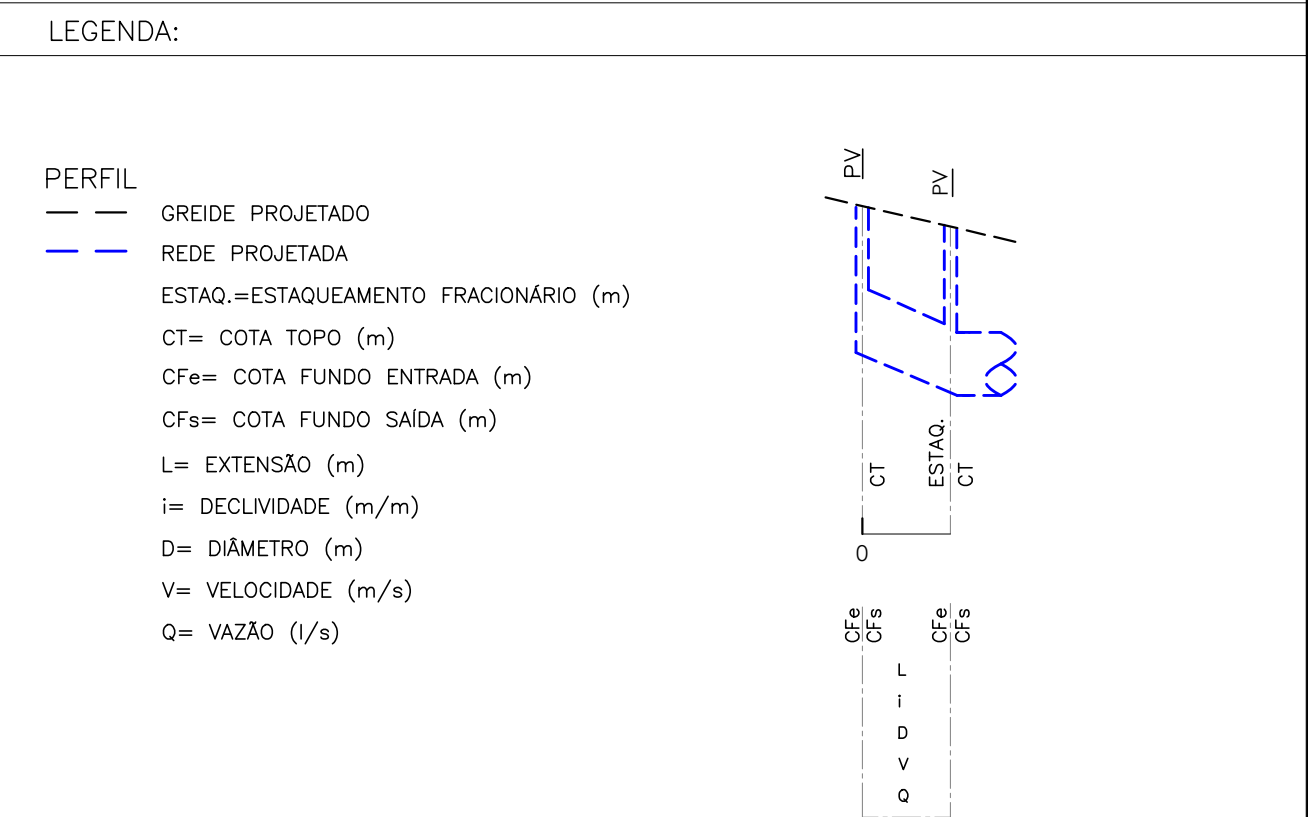 LEGENDA:
PERFIL
GREIDE PROJETADO
REDE PROJETADA
ESTAQ.=ESTAQUEAMENTO FRACIONÁRIO (m)
CT= COTA TOPO (m)
CFe= COTA FUNDO ENTRADA (m)
CFs= COTA FUNDO SAÍDA (m)
L= EXTENSÃO (m)
i= DECLIVIDADE (m/m)
D= DIÂMETRO (m)
V= VELOCIDADE (m/s)
Q= VAZÃO (l/s)
PV
PV
CT
ESTAQ.
CT
0
CFe
CFs
CFe
CFs
L
i
D
V
Q